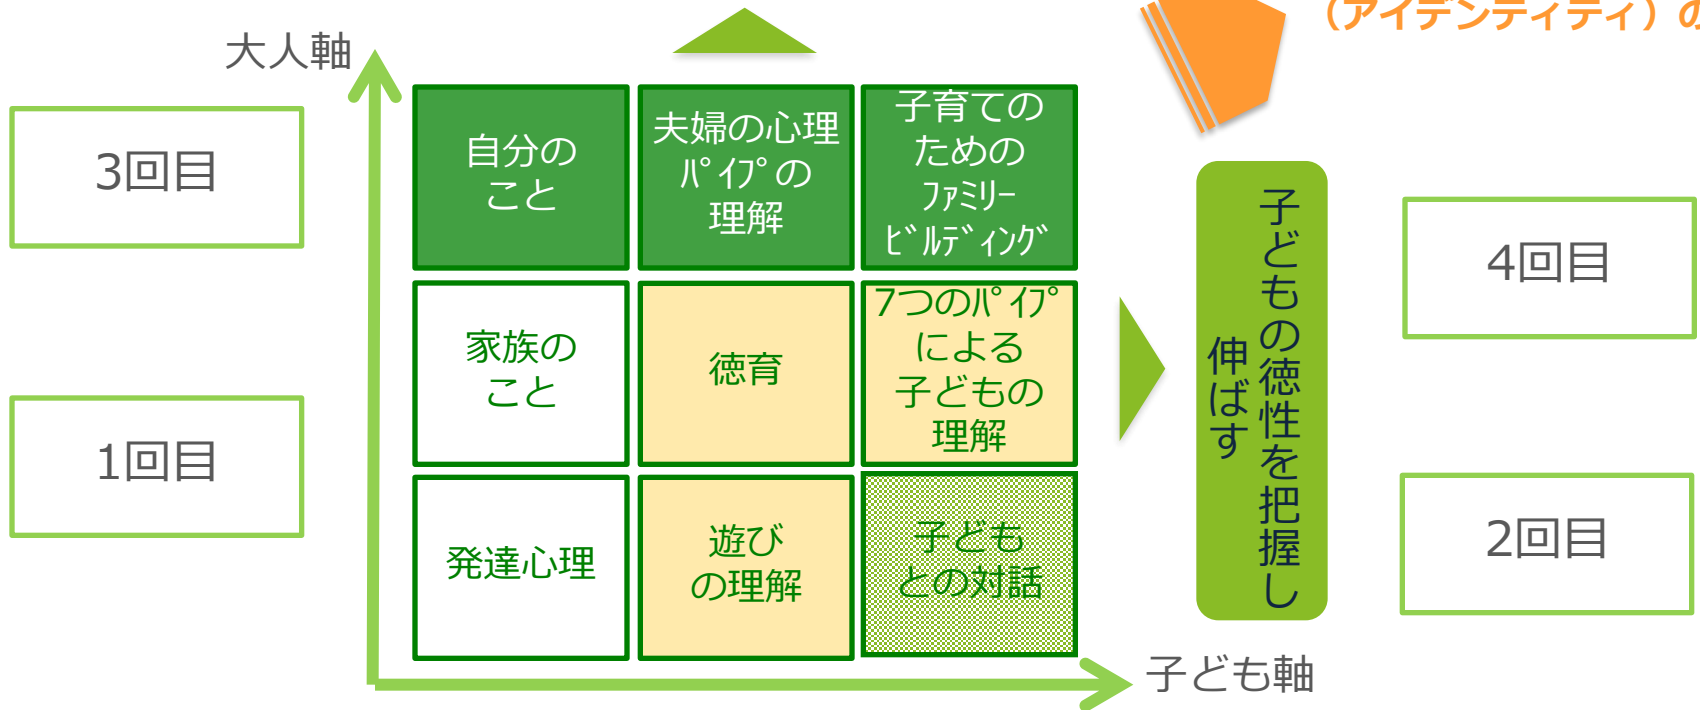 （アイデンティティ）の
大人軸
3回目
1回目
自分の
こと
夫婦の心理
ﾊﾟｲﾌﾟの
理解
子育ての
ための
ﾌｧﾐﾘｰ
ﾋﾞﾙﾃﾞｨﾝｸﾞ
家族の
こと
徳育
7つのﾊﾟｲﾌﾟ
による
子どもの
理解
発達心理
遊び
の理解
子ども
との対話
子どもの徳性を把握し
伸ばす
4回目
2回目
子ども軸